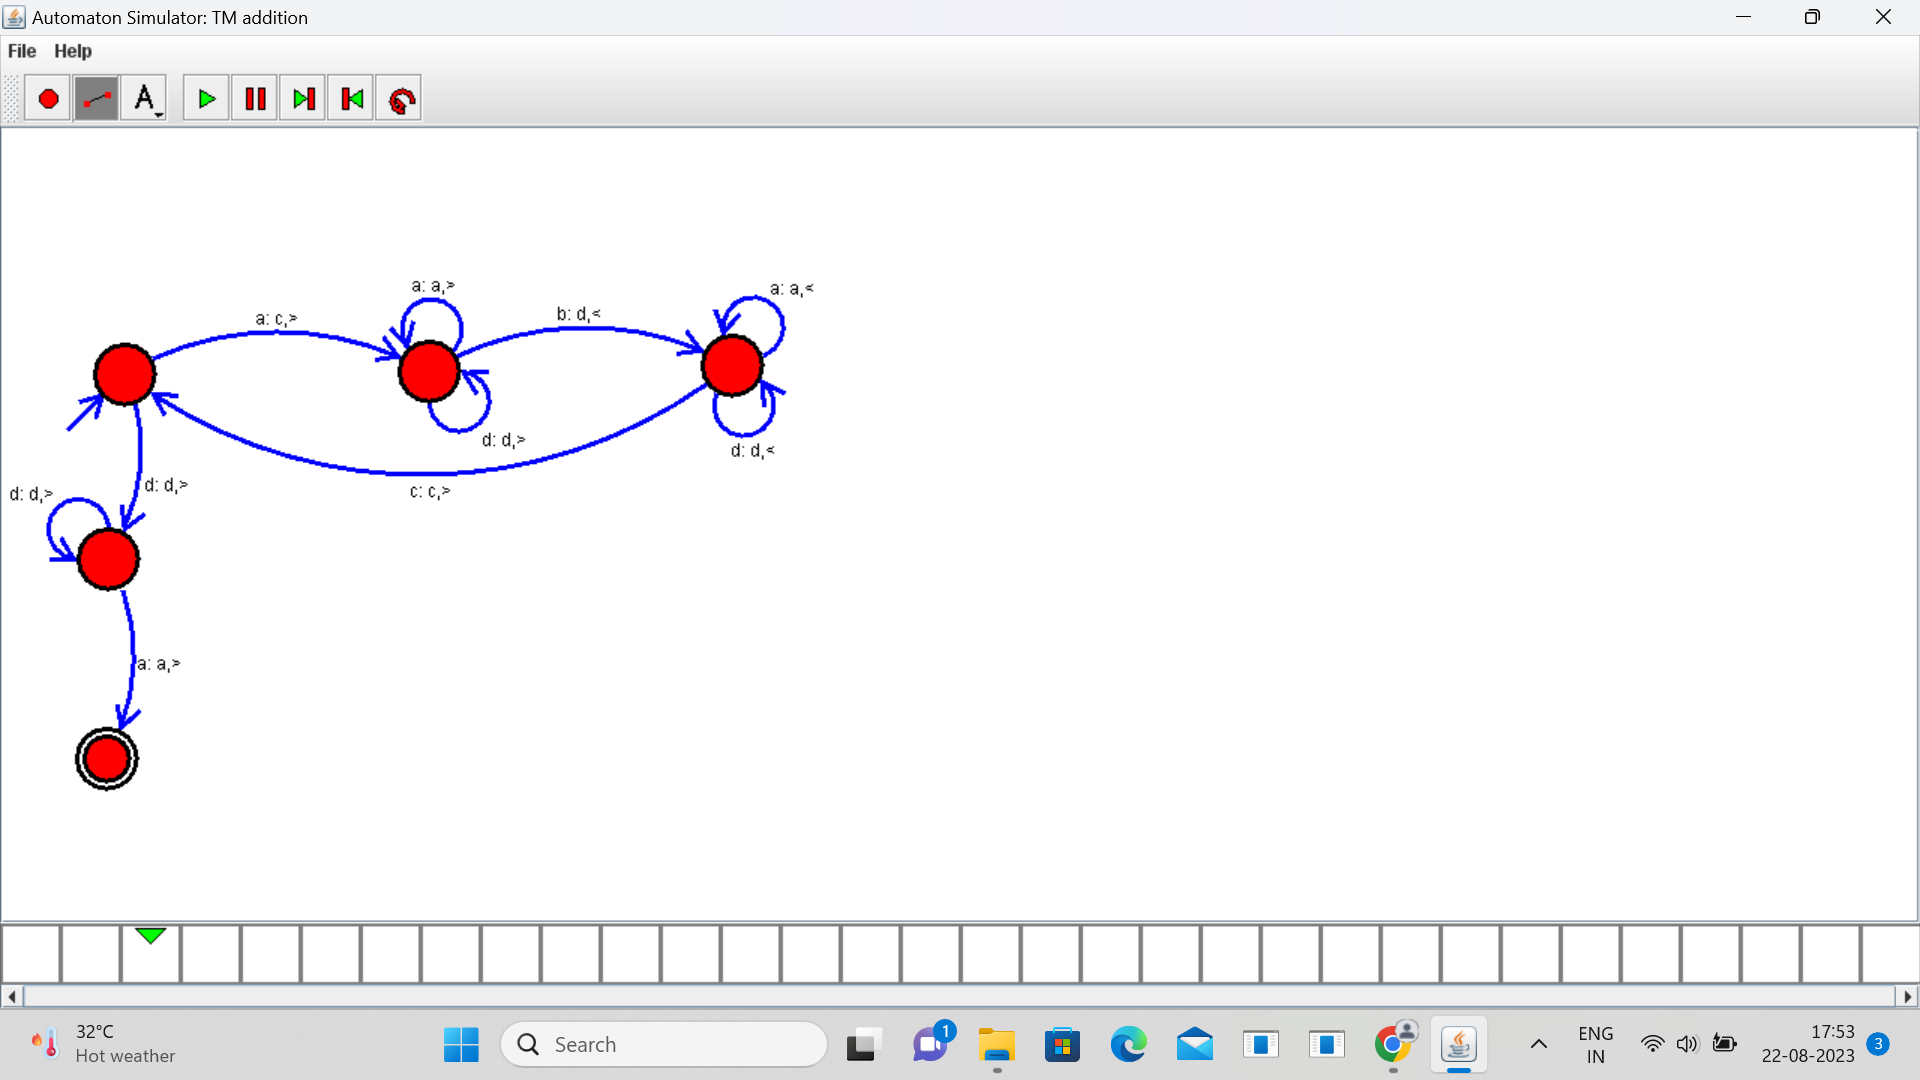 Automaton Simulator: TM addition
File Help
A
a: a,>
a: a,<
b: d,<
a: c,>
d: d,>
d: d,<
d: d,>
c: c,>
d: d,>
a: a,>
32°C
Hot weather
Search
1
ENG
IN
17:53
22-08-2023
3